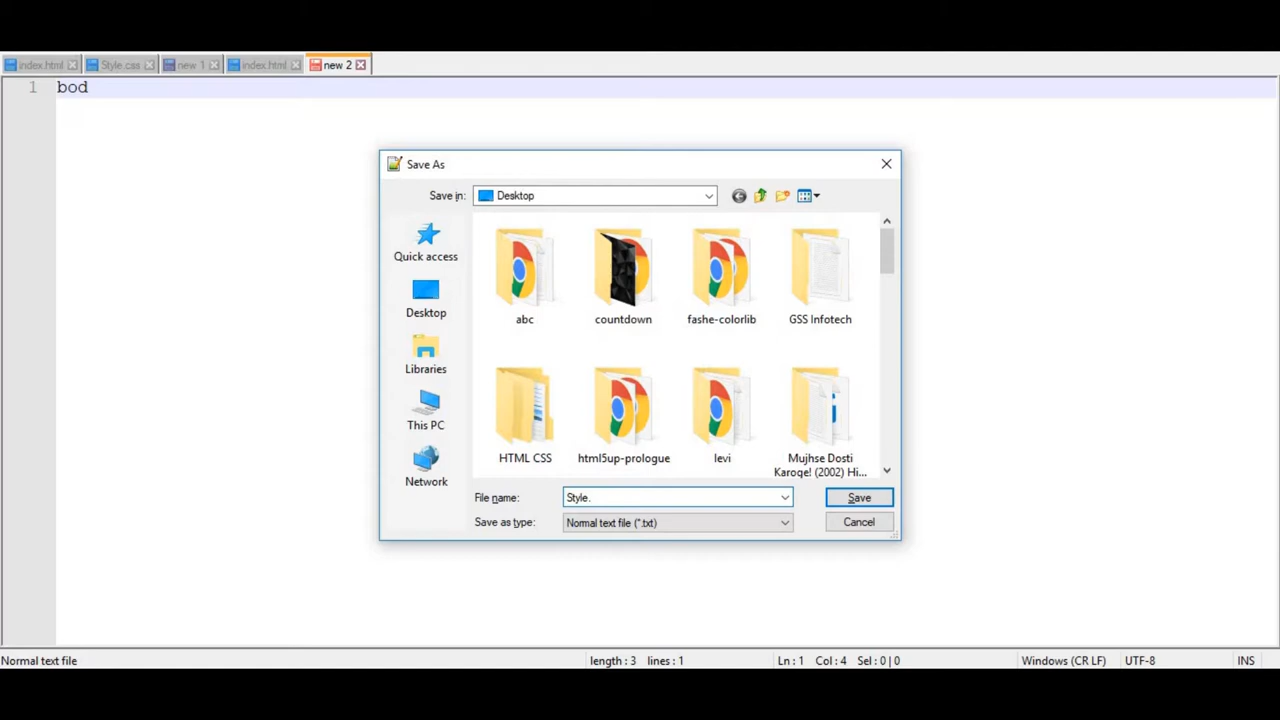 index.html Style.css new 1 index.html new 2
1 bod
Save As
Save in: Desktop
Quick access
Desktop
Libraries
This PC
Network
abc countdown fashe-colorlib GSS Infotech
HTML CSS html5up-prologue levi Mujhse Dosti
Karoge! (2002) Hi...
File name: Style. Save
Save as type: Normal text file (*.txt) Cancel
Normal text file length : 3 lines : 1 Ln : 1 Col : 4 Sel : 0 | 0 Windows (CR LF) UTF-8 INS